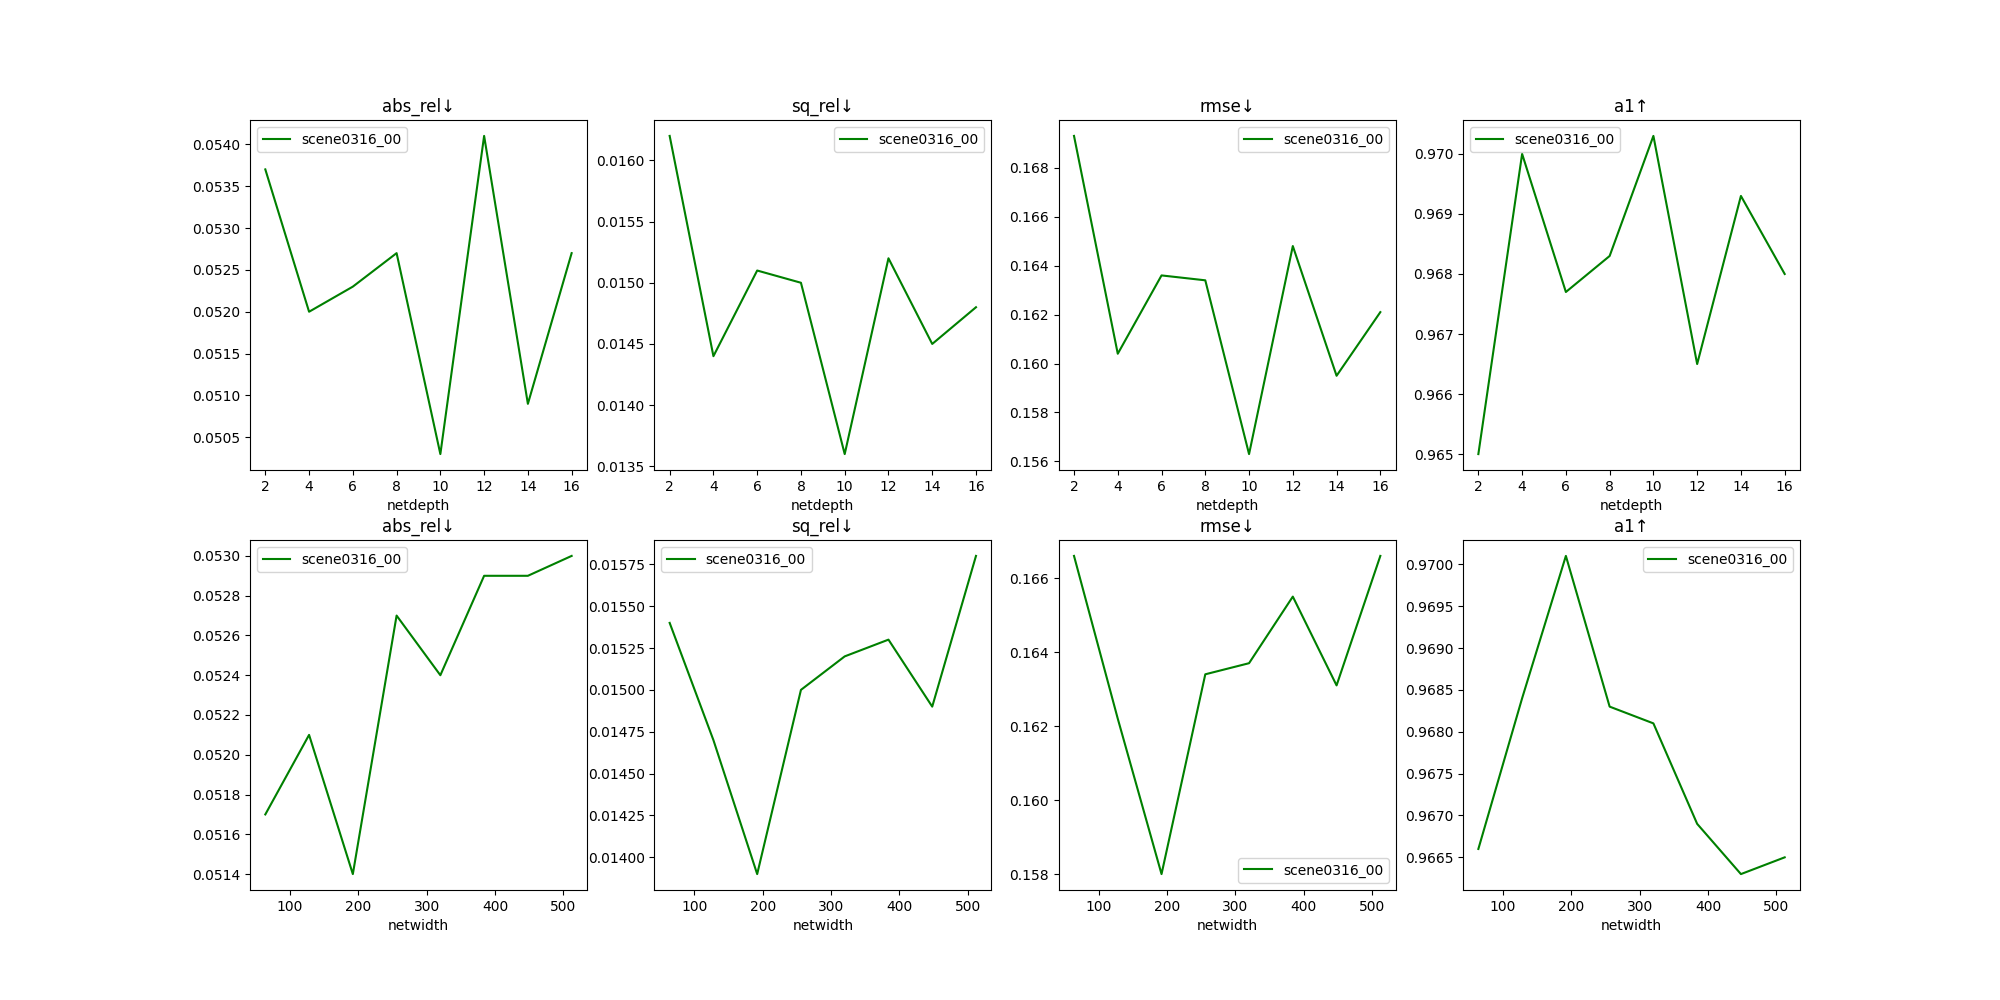 abs_rel↓
scene0316_00
0.0540
0.0535
0.0530
0.0525
0.0520
0.0515
0.0510
0.0505
2 4 6 8 10 12 14 16
netdepth
sq_rel↓
scene0316_00
0.0160
0.0155
0.0150
0.0145
0.0140
0.0135
2 4 6 8 10 12 14 16
netdepth
rmse↓
scene0316_00
0.168
0.166
0.164
0.162
0.160
0.158
0.156
2 4 6 8 10 12 14 16
netdepth
a1↑
scene0316_00
0.970
0.969
0.968
0.967
0.966
0.965
2 4 6 8 10 12 14 16
netdepth
abs_rel↓
scene0316_00
0.0530
0.0528
0.0526
0.0524
0.0522
0.0520
0.0518
0.0516
0.0514
100 200 300 400 500
netwidth
sq_rel↓
scene0316_00
0.01575
0.01550
0.01525
0.01500
0.01475
0.01450
0.01425
0.01400
100 200 300 400 500
netwidth
rmse↓
0.166
0.164
0.162
0.160
0.158
scene0316_00
100 200 300 400 500
netwidth
a1↑
scene0316_00
0.9700
0.9695
0.9690
0.9685
0.9680
0.9675
0.9670
0.9665
100 200 300 400 500
netwidth